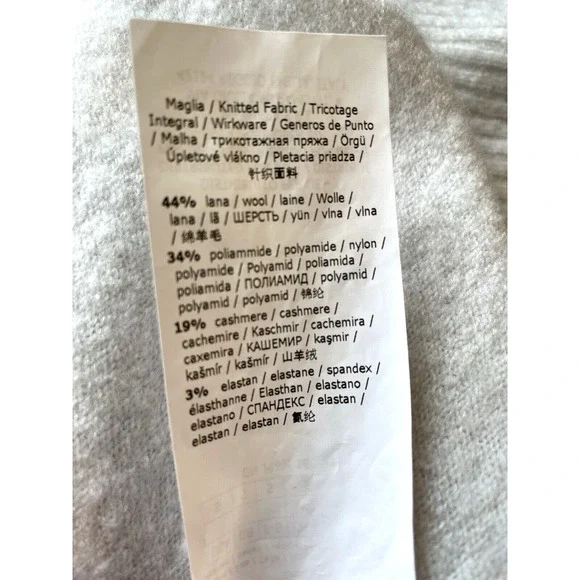 Maglia / Knitted Fabric / Tricotage
Integral / Wirkware / Generos de Punto
/ Malha / трикотажная пряжа / Örgü /
Úpletové vlákno / Pletacia priadza /
针织面料
44% lana / wool / laine / Wolle /
lana / lã / ШЕРСТЬ / yün / vlna / vlna
/ 绵羊毛
34% poliammide / polyamide / nylon /
polyamide / Polyamid / poliamida /
poliamida / ПОЛИАМИД / polyamid /
polyamid / polyamid / 锦纶
19% cashmere / cashmere /
cachemire / Kaschmir / cachemira /
caxemira / КАШЕМИР / kaşmir /
kašmír / kašmír / 山羊绒
3% elastan / elastane / spandex /
élasthanne / Elasthan / elastano /
elastano / СПАНДЕКС / elastan /
elastan / elastan / 氨纶